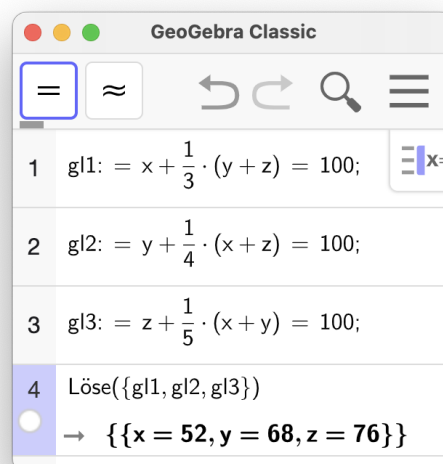 GeoGebra Classic
= ≈
x=
1 gl1: = x + 1/3 · (y + z) = 100;
2 gl2: = y + 1/4 · (x + z) = 100;
3 gl3: = z + 1/5 · (x + y) = 100;
4 Löse({gl1, gl2, gl3})
→ {{x = 52, y = 68, z = 76}}